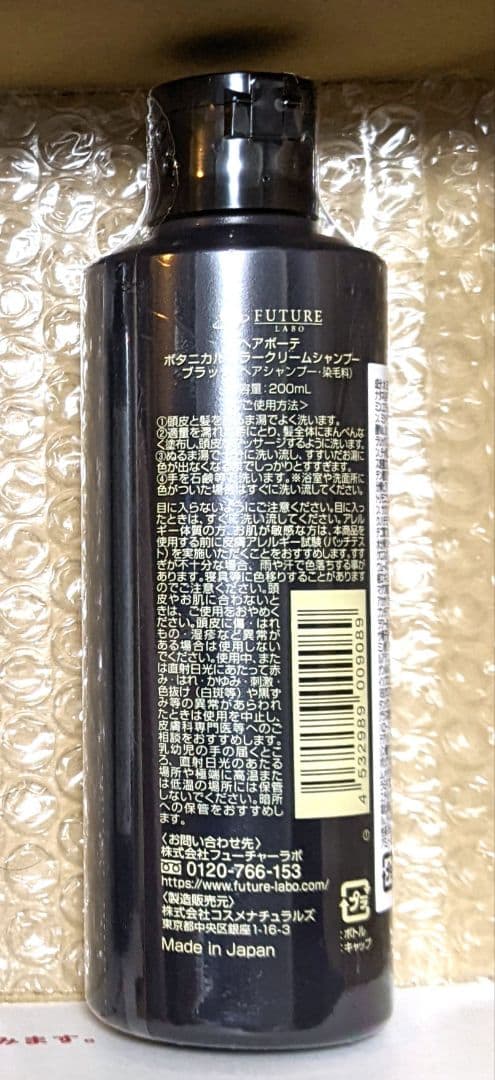 FUTURE
LABO
ヘアボーテ
ボタニカル ラークリームシャンプー
ブラック ヘアシャンプー・染毛料)
容量：200mL
ご使用方法＞
①頭皮と髪を ぬるま湯でよく洗います。
②適量を濡れ 手にとり、髪全体にまんべんな
く塗布し、頭皮 マッサージするように洗います。
③ぬるま湯で十分に洗い流し、すすいだお湯に
色が出なくなる までしっかりとすすぎます。
④手を石鹸等で洗います。※浴室や洗面所に
色がついた場合はすぐに洗い流してください。
目に入らないようにご注意ください。目に入っ
たときは、すぐに洗い流してください。アレル
ギー体質の方、お肌が敏感な方は、本商品を
使用する前に皮膚アレルギー試験(パッチテス
ト)を実施いただくことをおすすめします。すす
ぎが不十分な場合、雨や汗で色落ちする事が
あります。寝具等に色移りすることがあります
のでご注意ください。頭
皮やお肌に合わないと
きは、ご使用をおやめく
ださい。頭皮に傷・はれ
もの・湿疹など異常が
ある場合は使用しない
でください。使用中、また
は直射日光にあたって赤
み・はれ、かゆみ・刺激・
色抜け(白斑等)や黒ず
み等の異常があらわれ
たときは使用を中止し、
皮膚科専門医等へのご
相談をおすすめします。
乳幼児の手の届くとこ
ろ、直射日光のあたる
場所や極端に高温また
は低温の場所には保管
しないでください。暗所
への保管をおすすめし
ます。
4 532989 009089
＜お問い合わせ先＞
株式会社フューチャーラボ
0120-766-153
https://www.future-labo.com/
＜製造販売元＞
株式会社コスメナチュラルズ
東京都中央区銀座1-16-3
Made in Japan
プラ
：ボトル
：キャップ
みます。